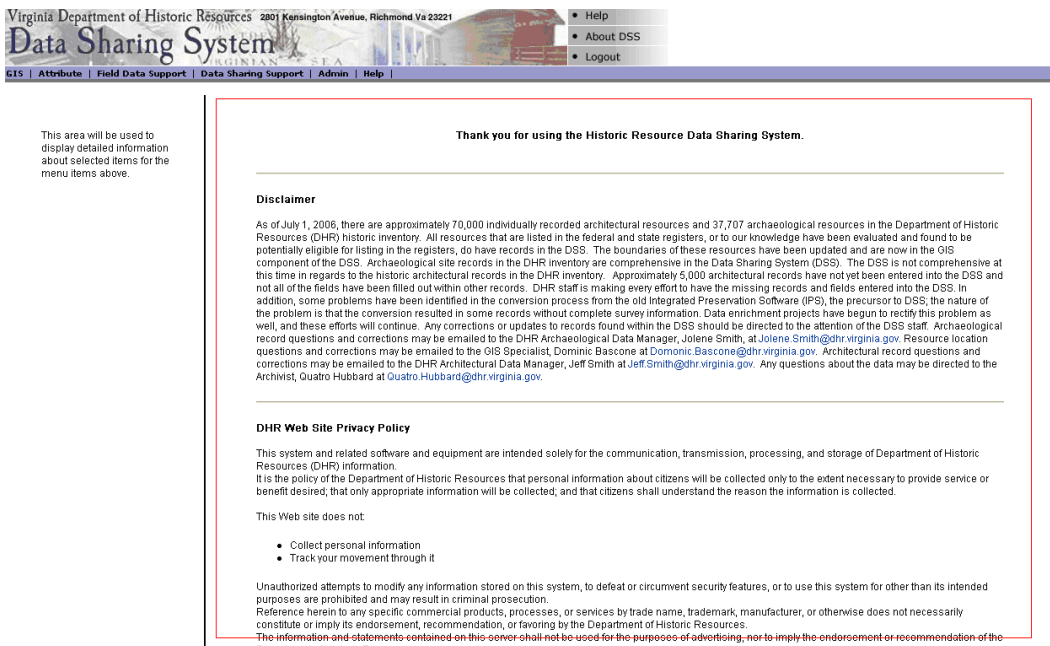 Virginia Department of Historic Resources 2801 Kensington Avenue, Richmond Va 23221
Data Sharing System
VIRGINIAN SEA
• Help
• About DSS
• Logout
GIS | Attribute | Field Data Support | Data Sharing Support | Admin | Help |
This area will be used to
display detailed information
about selected items for the
menu items above.
Thank you for using the Historic Resource Data Sharing System.
Disclaimer
As of July 1, 2006, there are approximately 70,000 individually recorded architectural resources and 37,707 archaeological resources in the Department of Historic
Resources (DHR) historic inventory. All resources that are listed in the federal and state registers, or to our knowledge have been evaluated and found to be
potentially eligible for listing in the registers, do have records in the DSS. The boundaries of these resources have been updated and are now in the GIS
component of the DSS. Archaeological site records in the DHR inventory are comprehensive in the Data Sharing System (DSS). The DSS is not comprehensive at
this time in regards to the historic architectural records in the DHR inventory. Approximately 5,000 architectural records have not yet been entered into the DSS and
not all of the fields have been filled out within other records. DHR staff is making every effort to have the missing records and fields entered into the DSS. In
addition, some problems have been identified in the conversion process from the old Integrated Preservation Software (IPS), the precursor to DSS; the nature of
the problem is that the conversion resulted in some records without complete survey information. Data enrichment projects have begun to rectify this problem as
well, and these efforts will continue. Any corrections or updates to records found within the DSS should be directed to the attention of the DSS staff. Archaeological
record questions and corrections may be emailed to the DHR Archaeological Data Manager, Jolene Smith, at Jolene.Smith@dhr.virginia.gov. Resource location
questions and corrections may be emailed to the GIS Specialist, Dominic Bascone at Domonic.Bascone@dhr.virginia.gov. Architectural record questions and
corrections may be emailed to the DHR Architectural Data Manager, Jeff Smith at Jeff.Smith@dhr.virginia.gov. Any questions about the data may be directed to the
Archivist, Quatro Hubbard at Quatro.Hubbard@dhr.virginia.gov.
DHR Web Site Privacy Policy
This system and related software and equipment are intended solely for the communication, transmission, processing, and storage of Department of Historic
Resources (DHR) information.
It is the policy of the Department of Historic Resources that personal information about citizens will be collected only to the extent necessary to provide service or
benefit desired; that only appropriate information will be collected; and that citizens shall understand the reason the information is collected.
This Web site does not:
• Collect personal information
• Track your movement through it
Unauthorized attempts to modify any information stored on this system, to defeat or circumvent security features, or to use this system for other than its intended
purposes are prohibited and may result in criminal prosecution.
Reference herein to any specific commercial products, processes, or services by trade name, trademark, manufacturer, or otherwise does not necessarily
constitute or imply its endorsement, recommendation, or favoring by the Department of Historic Resources.
The information and statements contained on this server shall not be used for the purposes of advertising, nor to imply the endorsement or recommendation of the